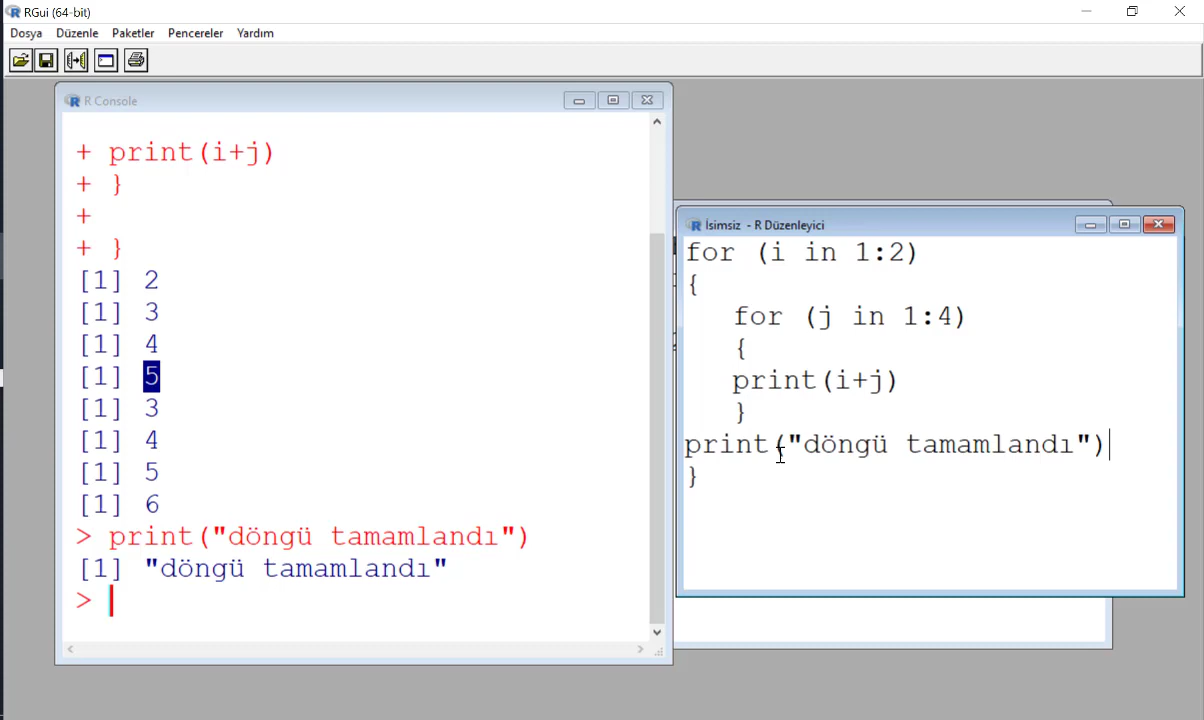 RGui (64-bit)
Dosya Düzenle Paketler Pencereler Yardım
R Console
+ print(i+j)
+ }
+
+ }
[1] 2
[1] 3
[1] 4
[1] 5
[1] 3
[1] 4
[1] 5
[1] 6
> print("döngü tamamlandı")
[1] "döngü tamamlandı"
>
İsimsiz - R Düzenleyici
for (i in 1:2)
{
for (j in 1:4)
{
print(i+j)
}
print("döngü tamamlandı")
}